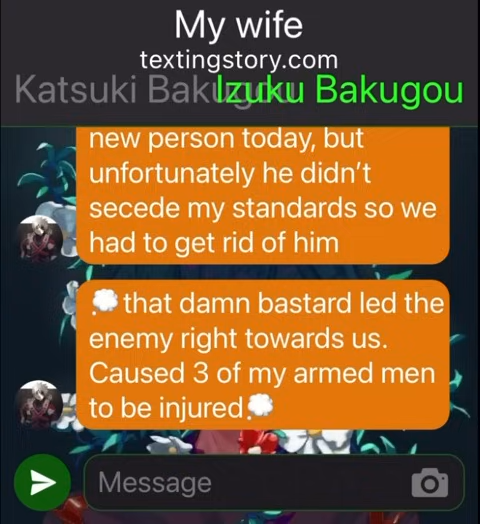 My wife
textingstory.com
Katsuki Bakugou
Izuku Bakugou
new person today, but
unfortunately he didn't
secede my standards so we
had to get rid of him
💭that damn bastard led the
enemy right towards us.
Caused 3 of my armed men
to be injured💭
Message